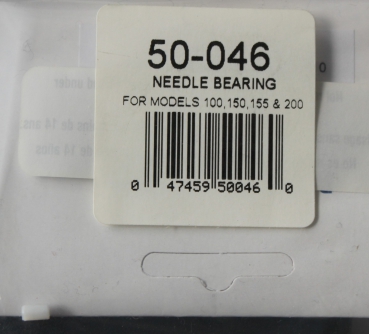 50-046
NEEDLE BEARING
FOR MODELS 100,150,155 & 200
0 47459 50046 0